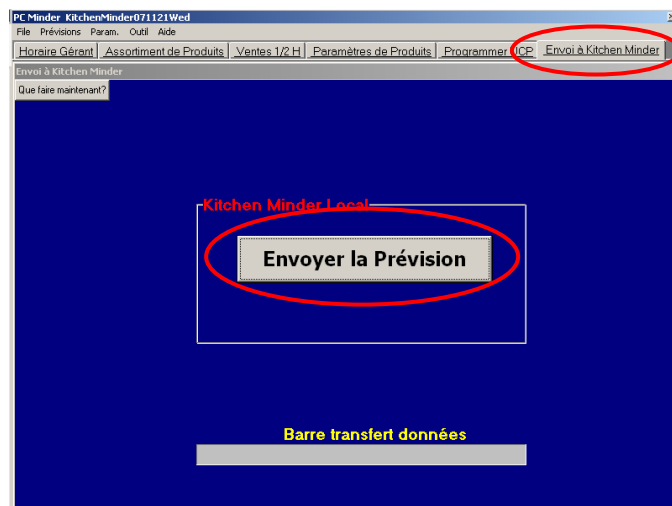 PC Minder KitchenMinder071121Wed
File Prévisions Param. Outil Aide
Horaire Gérant Assortiment de Produits Ventes 1/2 H Paramètres de Produits Programmer UCP Envoi à Kitchen Minder
Envoi à Kitchen Minder
Que faire maintenant?
Kitchen Minder Local
Envoyer la Prévision
Barre transfert données